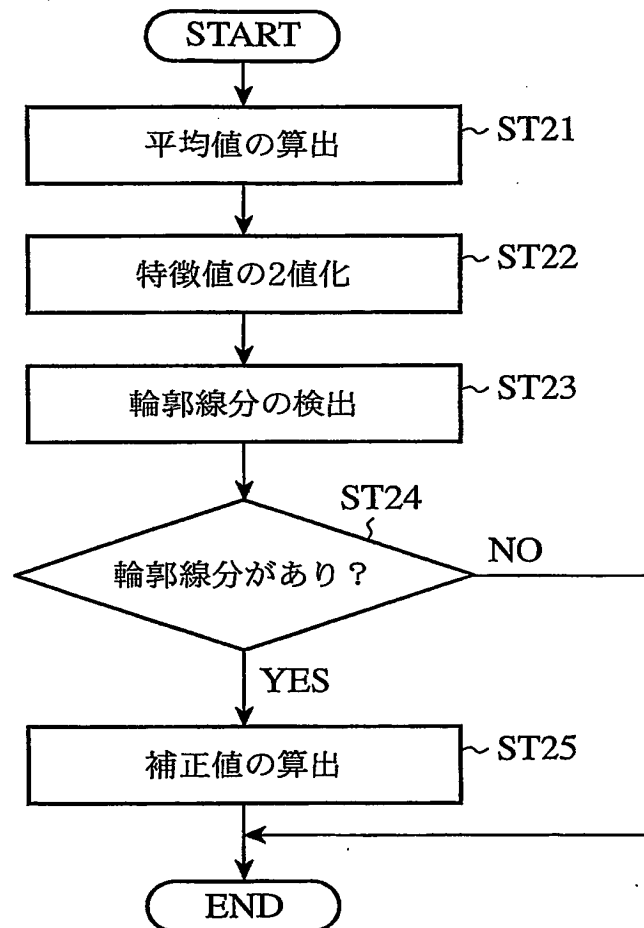 START
平均値の算出
ST21
特徴値の2値化
ST22
輪郭線分の検出
ST23
ST24
輪郭線分があり？
NO
YES
補正値の算出
ST25
END